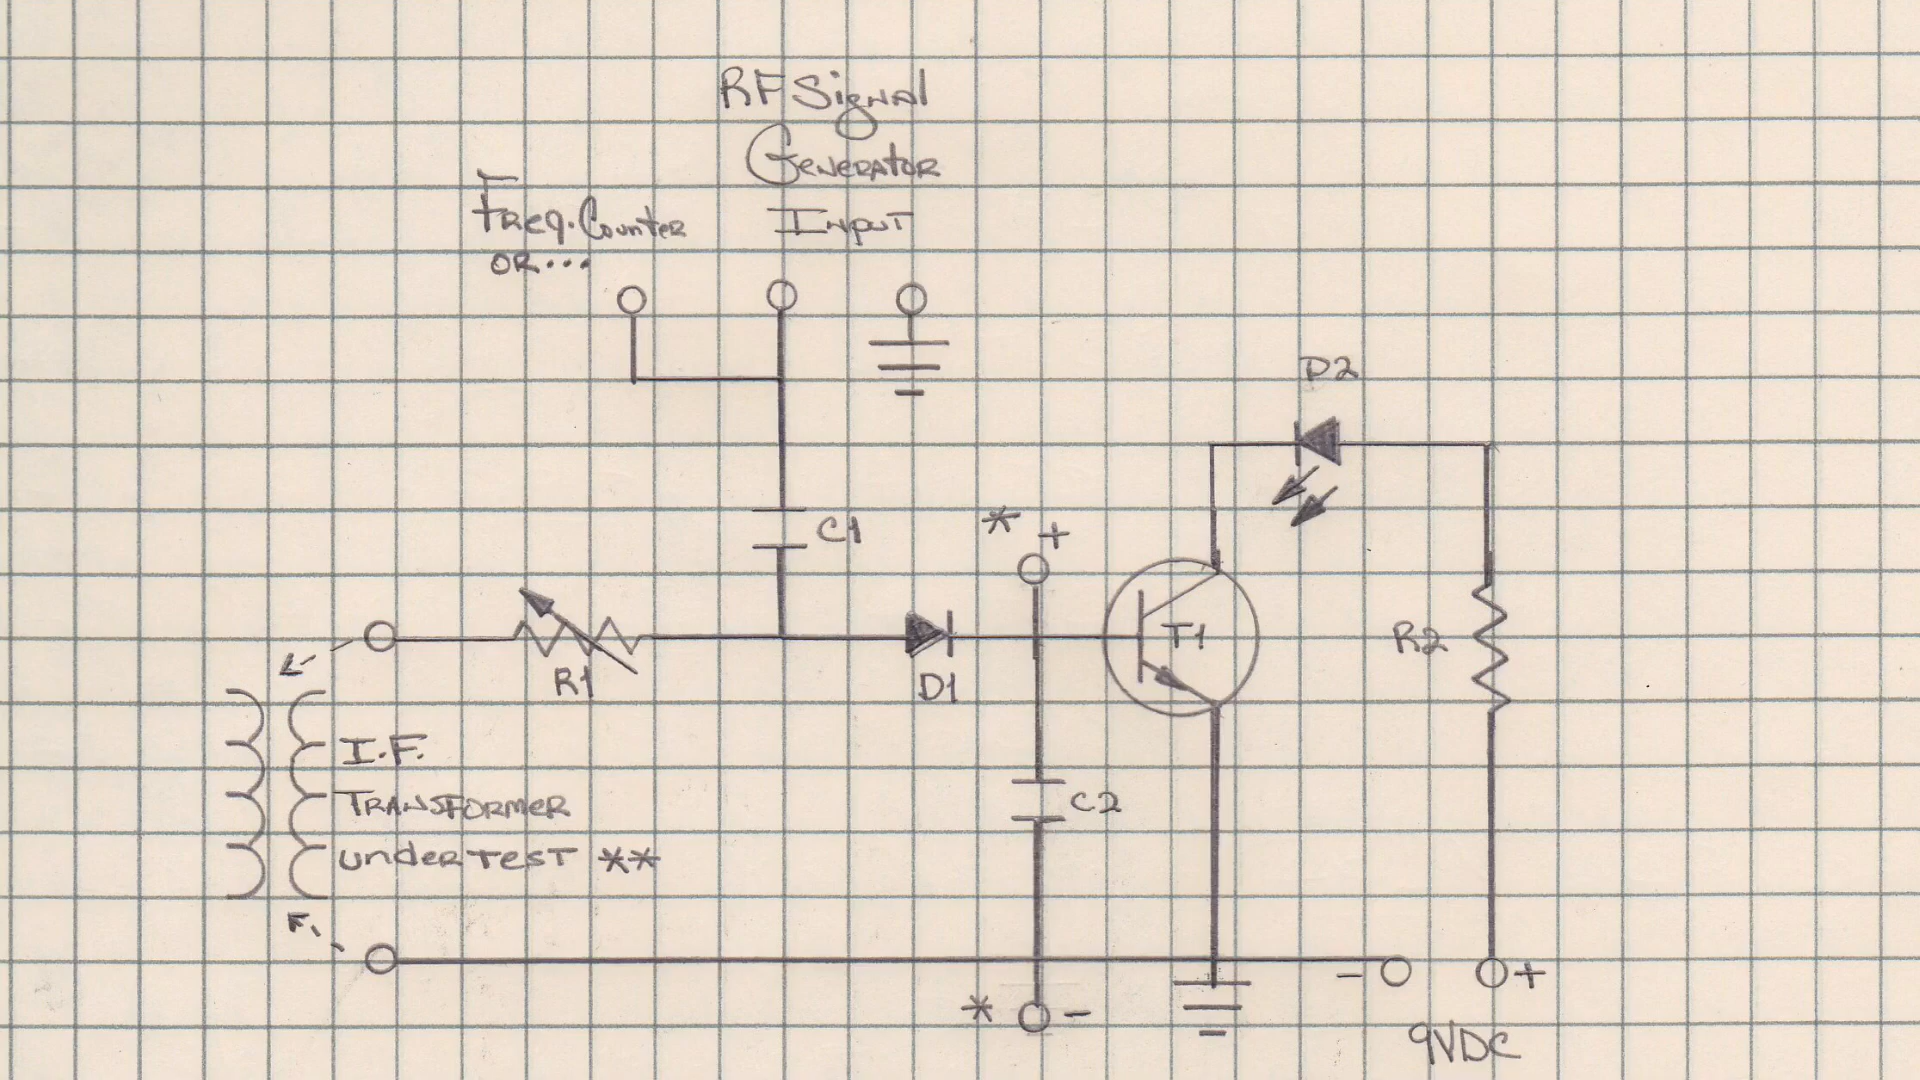 RF Signal
Generator
Input
Freq. Counter
OR...
D2
C1
* +
T1
R2
R1
D1
I.F.
TRANSFORMER
under TEST **
C2
* -
- +
9VDC